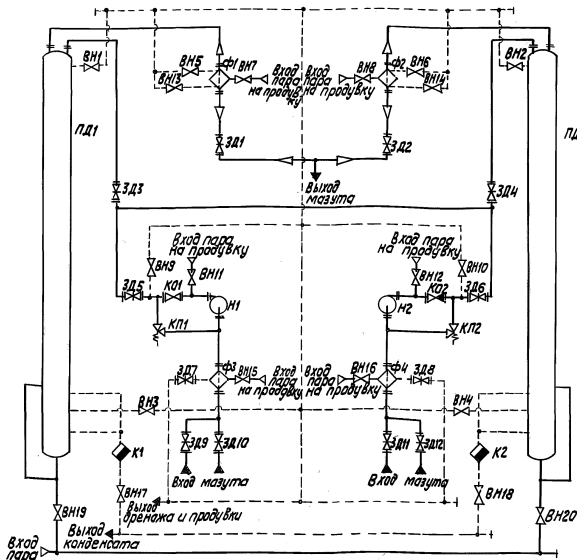 ВН1
ВН5
Ф1
ВН7
ВН13
Вход пара
на продув-
ку
Вход пара
на продувку
ВН8
Ф2
ВН6
ВН14
ВН2
ПД1
ПД
ЗД1
ЗД2
Выход
мазута
ЗД3
ЗД4
Вход пара
на продувку
ВН9
ВН11
ЗД5
КО1
Н1
КП1
Вход пара
на продувку
ВН12
ВН10
КО2
ЗД6
Н2
КП2
ЗД7
Ф3
ВН15
Вход пара
на продувку
Вход пара
на продувку
ВН16
Ф4
ЗД8
ВН3
ВН4
К1
К2
ЗД9
ЗД10
ЗД11
ЗД12
Вход мазута
Вход мазута
ВН17
ВН18
Выход
дренажа и продувки
ВН19
ВН20
Выход
конденсата
Вход
пара